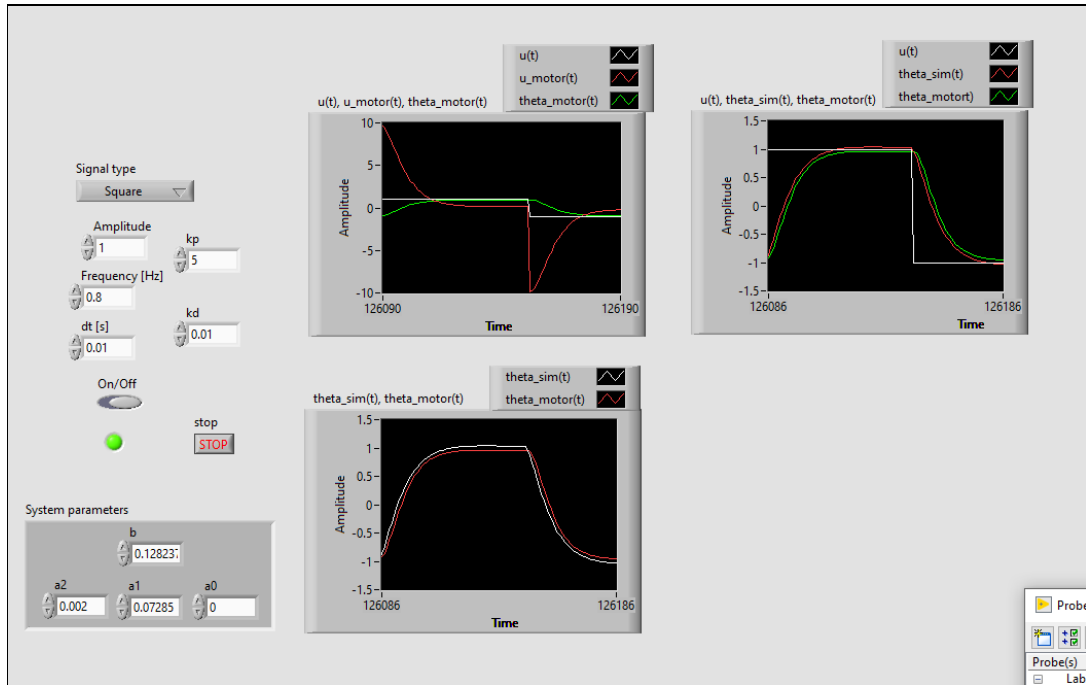 Signal type
Square
Amplitude
1
kp
5
Frequency [Hz]
0.8
kd
0.01
dt [s]
0.01
On/Off
stop
STOP
System parameters
b
0.128237
a2
a1
a0
0.002
0.07285
0
u(t)
u_motor(t)
theta_motor(t)
u(t), u_motor(t), theta_motor(t)
10
5
0
-5
-10
Amplitude
126090
126190
Time
u(t)
theta_sim(t)
theta_motort)
u(t), theta_sim(t), theta_motor(t)
1.5
1
0.5
0
-0.5
-1
-1.5
Amplitude
126086
126186
Time
theta_sim(t)
theta_motor(t)
theta_sim(t), theta_motor(t)
1.5
1
0.5
0
-0.5
-1
-1.5
Amplitude
126086
126186
Time
Probe
Probe(s)
Lab